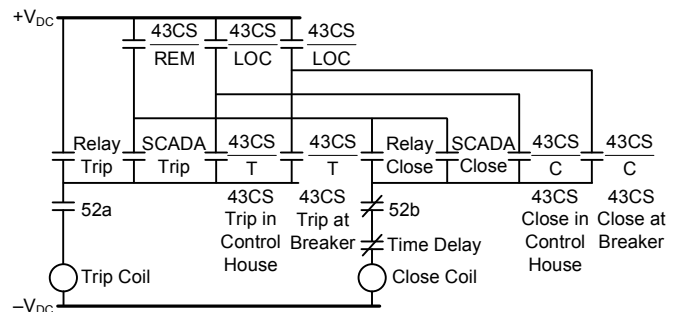 +VDC
43CS
REM
43CS
LOC
43CS
LOC
Relay
Trip
SCADA
Trip
43CS
T
43CS
T
Relay
Close
SCADA
Close
43CS
C
43CS
C
52a
43CS
Trip in
Control
House
43CS
Trip at
Breaker
52b
Time Delay
43CS
Close in
Control
House
43CS
Close at
Breaker
Trip Coil
Close Coil
–VDC